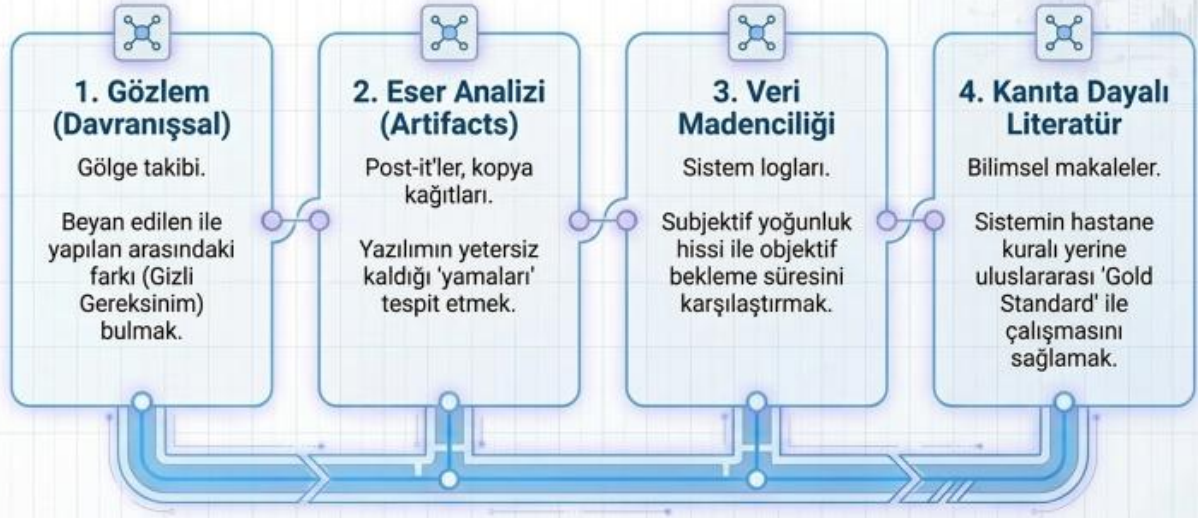 1. Gözlem
(Davranışsal)
Gölge takibi.
Beyan edilen ile
yapılan arasındaki
farkı (Gizli
Gereksinim)
bulmak.
2. Eser Analizi
(Artifacts)
Post-it'ler, kopya
kağıtları.
Yazılımın yetersiz
kaldığı 'yamaları'
tespit etmek.
3. Veri
Madenciliği
Sistem logları.
Subjektif yoğunluk
hissi ile objektif
bekleme süresini
karşılaştırmak.
4. Kanıta Dayalı
Literatür
Bilimsel makaleler.
Sistemin hastane
kuralı yerine
uluslararası 'Gold
Standard' ile
çalışmasını
sağlamak.